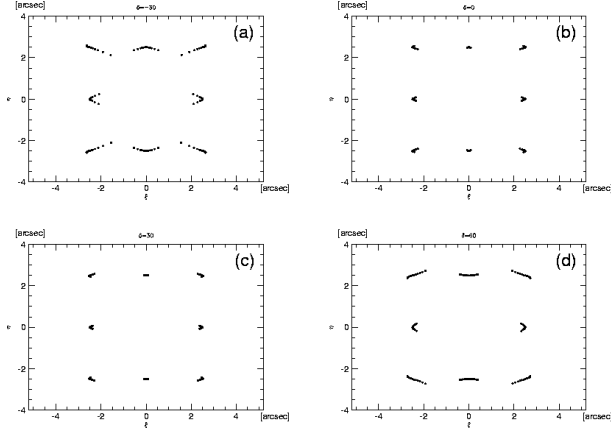 [arcsec]
δ=-30
(a)
4
2
0
-2
-4
η
-4 -2 0 2 4
[arcsec]
ξ
[arcsec]
δ=0
(b)
4
2
0
-2
-4
η
-4 -2 0 2 4
[arcsec]
ξ
[arcsec]
δ=30
(c)
4
2
0
-2
-4
η
-4 -2 0 2 4
[arcsec]
ξ
[arcsec]
δ=60
(d)
4
2
0
-2
-4
η
-4 -2 0 2 4
[arcsec]
ξ